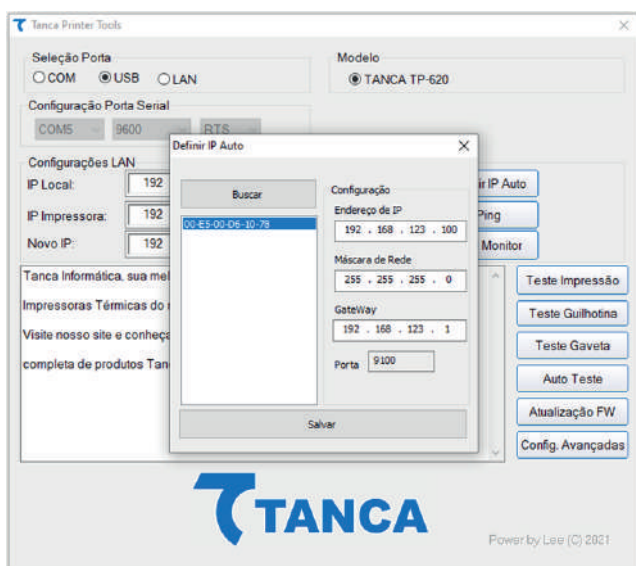 Tanca Printer Tools
Seleção Porta
COM USB LAN
Modelo
TANCA TP-620
Configuração Porta Serial
COM5 9600 RTS
Configurações LAN
IP Local: 192
IP Impressora: 192
Novo IP: 192
ir IP Auto
Ping
Monitor
Definir IP Auto
Buscar
00-E5-00-D6-10-78
Configuração
Endereço de IP
192 . 168 . 123 . 100
Máscara de Rede
255 . 255 . 255 . 0
GateWay
192 . 168 . 123 . 1
Porta 9100
Salvar
Tanca Informática, sua mel
Impressoras Térmicas do
Visite nosso site e conheça
completa de produtos Tan
Teste Impressão
Teste Guilhotina
Teste Gaveta
Auto Teste
Atualização FW
Config. Avançadas
TANCA
Power by Lee (C) 2021